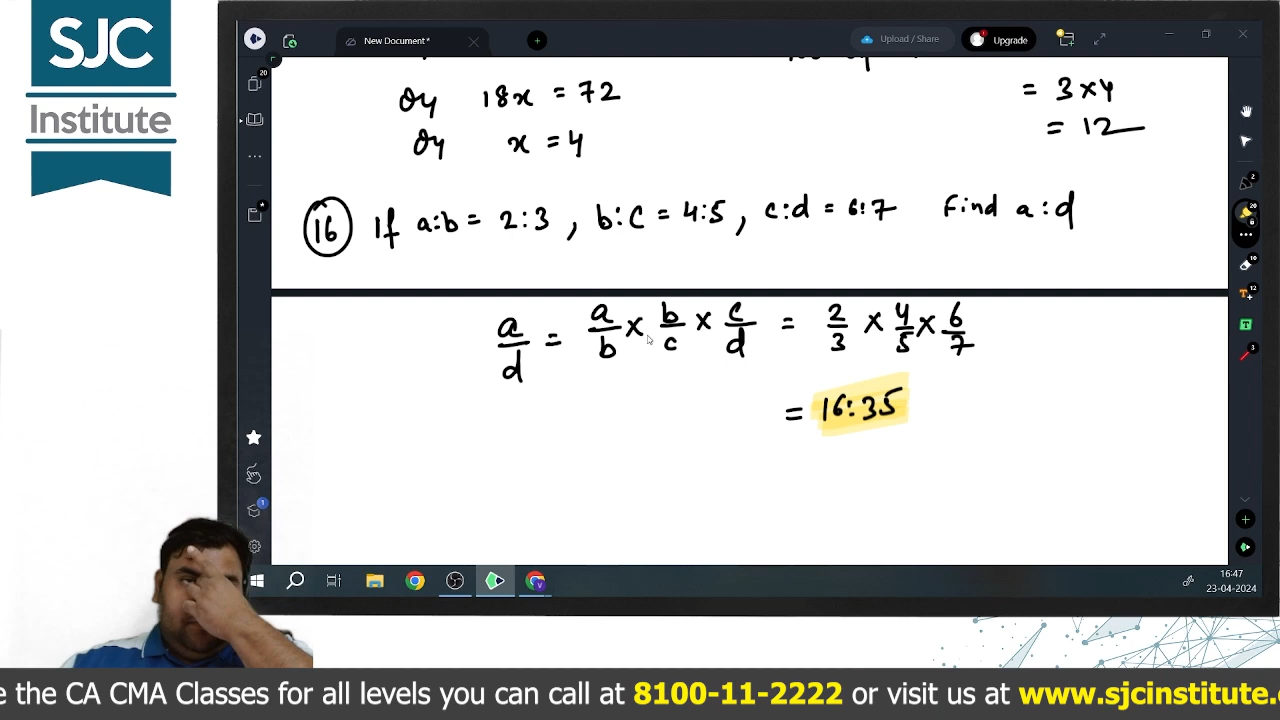 SJC
Institute
New Document*
Upload / Share
Upgrade
or 18x = 72
= 3 x 4
or x = 4
= 12
16 If a:b = 2:3 , b:c = 4:5, c:d = 6:7 Find a:d
a/d = a/b x b/c x c/d = 2/3 x 4/5 x 6/7
= 16:35
16:47
23-04-2024
e the CA CMA Classes for all levels you can call at 8100-11-2222 or visit us at www.sjcinstitute.